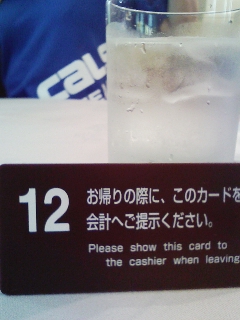 12
お帰りの際に、このカードを
会計へご提示ください。
Please show this card to
the cashier when leaving